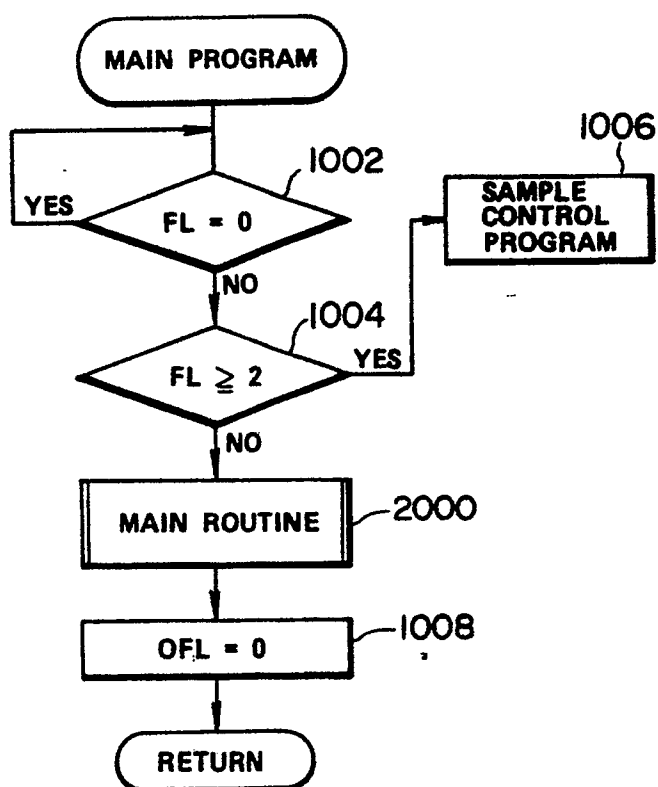 MAIN PROGRAM
1002
1006
YES
FL = 0
SAMPLE
CONTROL
PROGRAM
NO
1004
FL ≧ 2
YES
NO
MAIN ROUTINE
2000
OFL = 0
1008
RETURN